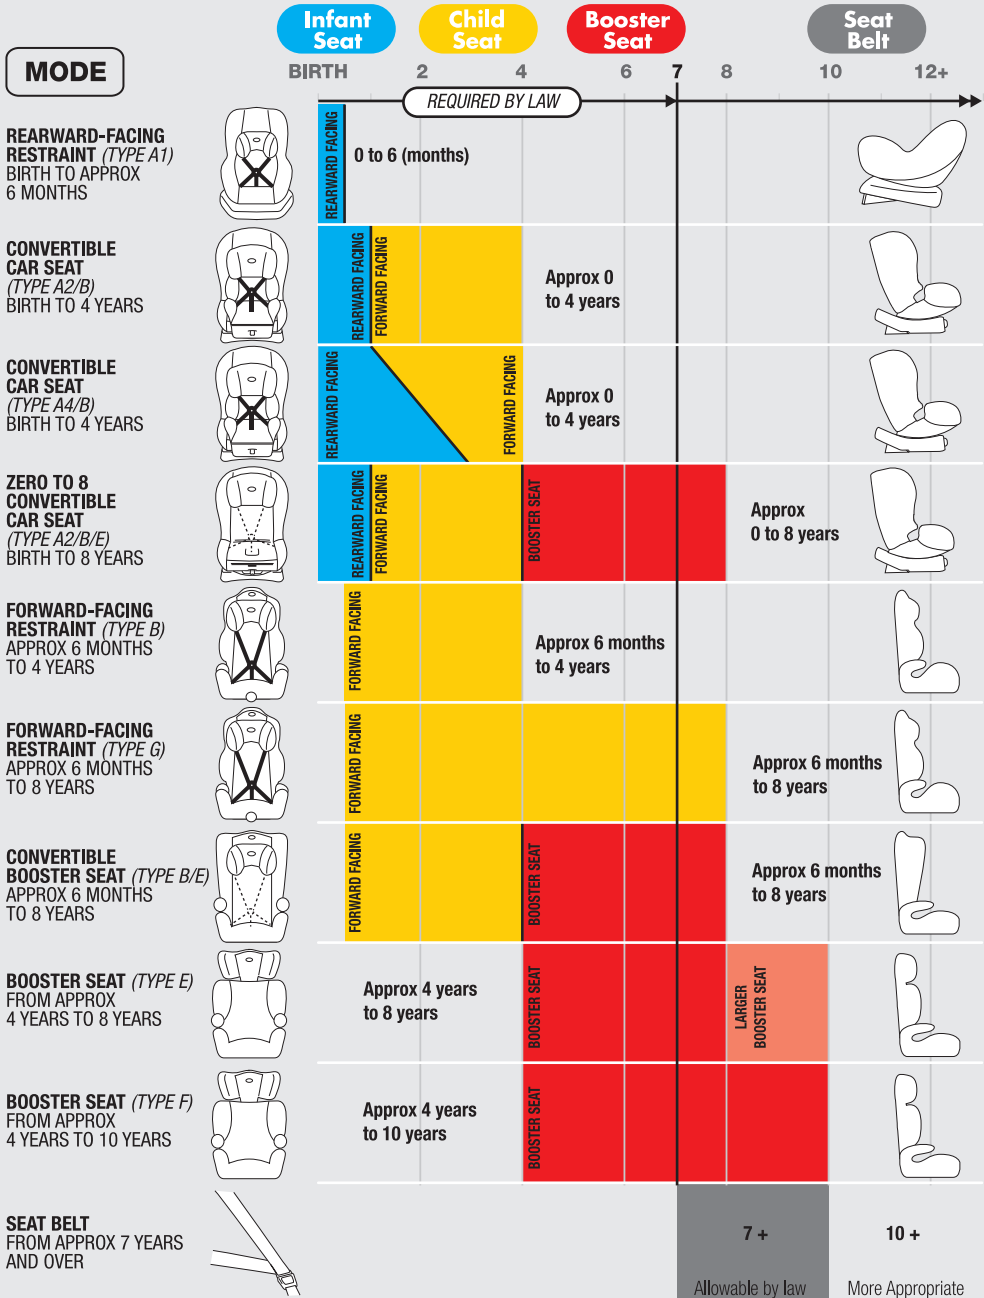 Infant
Seat
Child
Seat
Booster
Seat
Seat
Belt
MODE
BIRTH 2 4 6 7 8 10 12+
REQUIRED BY LAW
REARWARD-FACING
RESTRAINT (TYPE A1)
BIRTH TO APPROX
6 MONTHS
REARWARD FACING
0 to 6 (months)
CONVERTIBLE
CAR SEAT
(TYPE A2/B)
BIRTH TO 4 YEARS
REARWARD FACING
FORWARD FACING
Approx 0
to 4 years
CONVERTIBLE
CAR SEAT
(TYPE A4/B)
BIRTH TO 4 YEARS
REARWARD FACING
FORWARD FACING
Approx 0
to 4 years
ZERO TO 8
CONVERTIBLE
CAR SEAT
(TYPE A2/B/E)
BIRTH TO 8 YEARS
REARWARD FACING
FORWARD FACING
BOOSTER SEAT
Approx
0 to 8 years
FORWARD-FACING
RESTRAINT (TYPE B)
APPROX 6 MONTHS
TO 4 YEARS
FORWARD FACING
Approx 6 months
to 4 years
FORWARD-FACING
RESTRAINT (TYPE G)
APPROX 6 MONTHS
TO 8 YEARS
FORWARD FACING
Approx 6 months
to 8 years
CONVERTIBLE
BOOSTER SEAT (TYPE B/E)
APPROX 6 MONTHS
TO 8 YEARS
FORWARD FACING
BOOSTER SEAT
Approx 6 months
to 8 years
BOOSTER SEAT (TYPE E)
FROM APPROX
4 YEARS TO 8 YEARS
Approx 4 years
to 8 years
BOOSTER SEAT
LARGER
BOOSTER SEAT
BOOSTER SEAT (TYPE F)
FROM APPROX
4 YEARS TO 10 YEARS
Approx 4 years
to 10 years
BOOSTER SEAT
SEAT BELT
FROM APPROX 7 YEARS
AND OVER
7 +
Allowable by law
10 +
More Appropriate